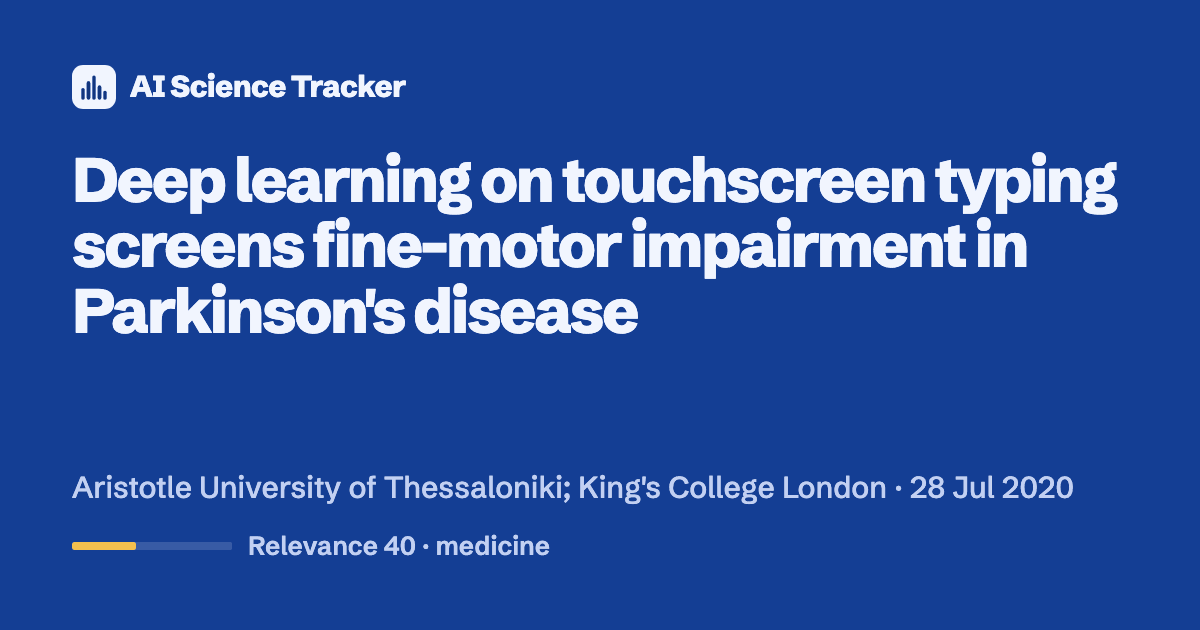 AI Science Tracker
Deep learning on touchscreen typing
screens fine-motor impairment in
Parkinson's disease
Aristotle University of Thessaloniki; King's College London · 28 Jul 2020
Relevance 40 · medicine